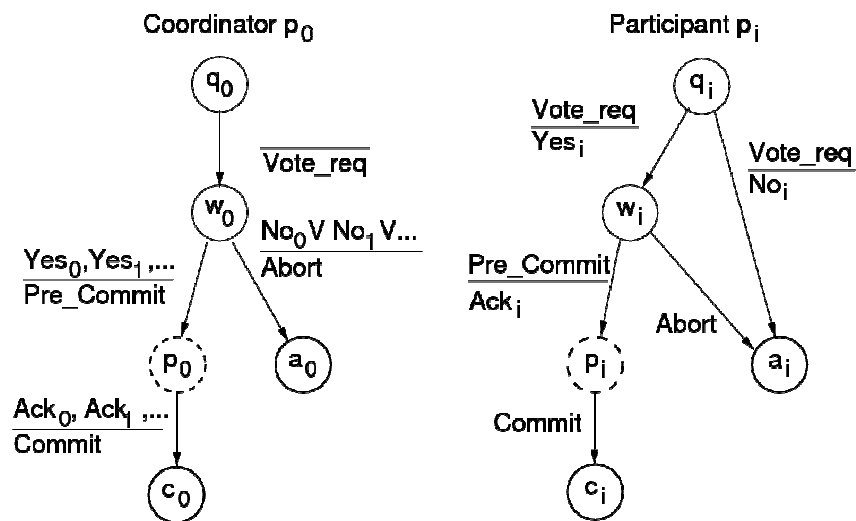 Coordinator p0
q0
Vote_req
w0
No0 V No1 V...
Abort
Yes0,Yes1 ,...
Pre_Commit
p0
a0
Ack0, Ack1 ,...
Commit
c0
Participant pi
qi
Vote_req
Yesi
Vote_req
Noi
wi
Pre_Commit
Acki
Abort
pi
ai
Commit
ci